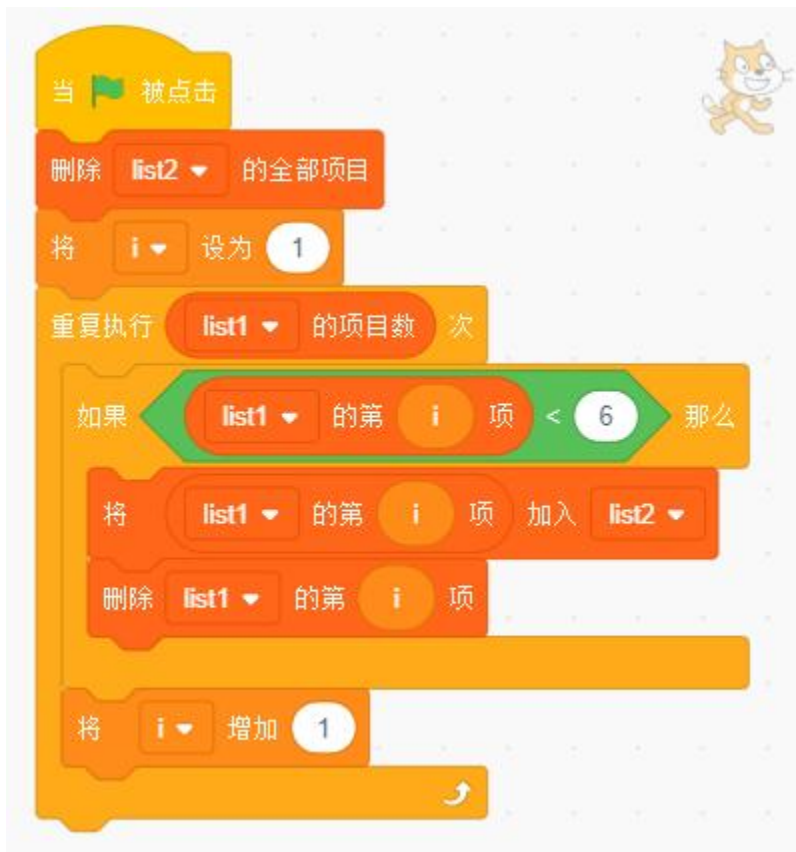 当 被点击
删除 list2 的全部项目
将 i 设为 1
重复执行 list1 的项目数 次
如果 list1 的第 i 项 < 6 那么
将 list1 的第 i 项 加入 list2
删除 list1 的第 i 项
将 i 增加 1